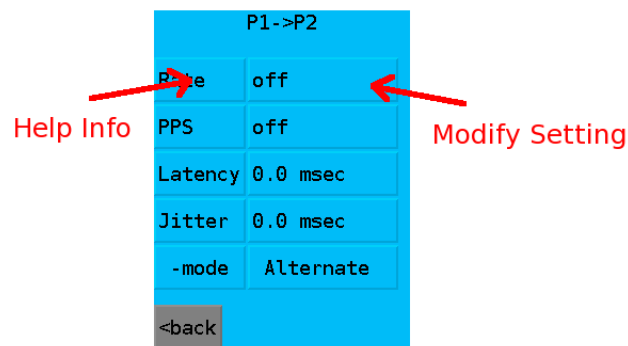 P1->P2
Rate off
Help Info
PPS off
Modify Setting
Latency 0.0 msec
Jitter 0.0 msec
-mode Alternate
<back